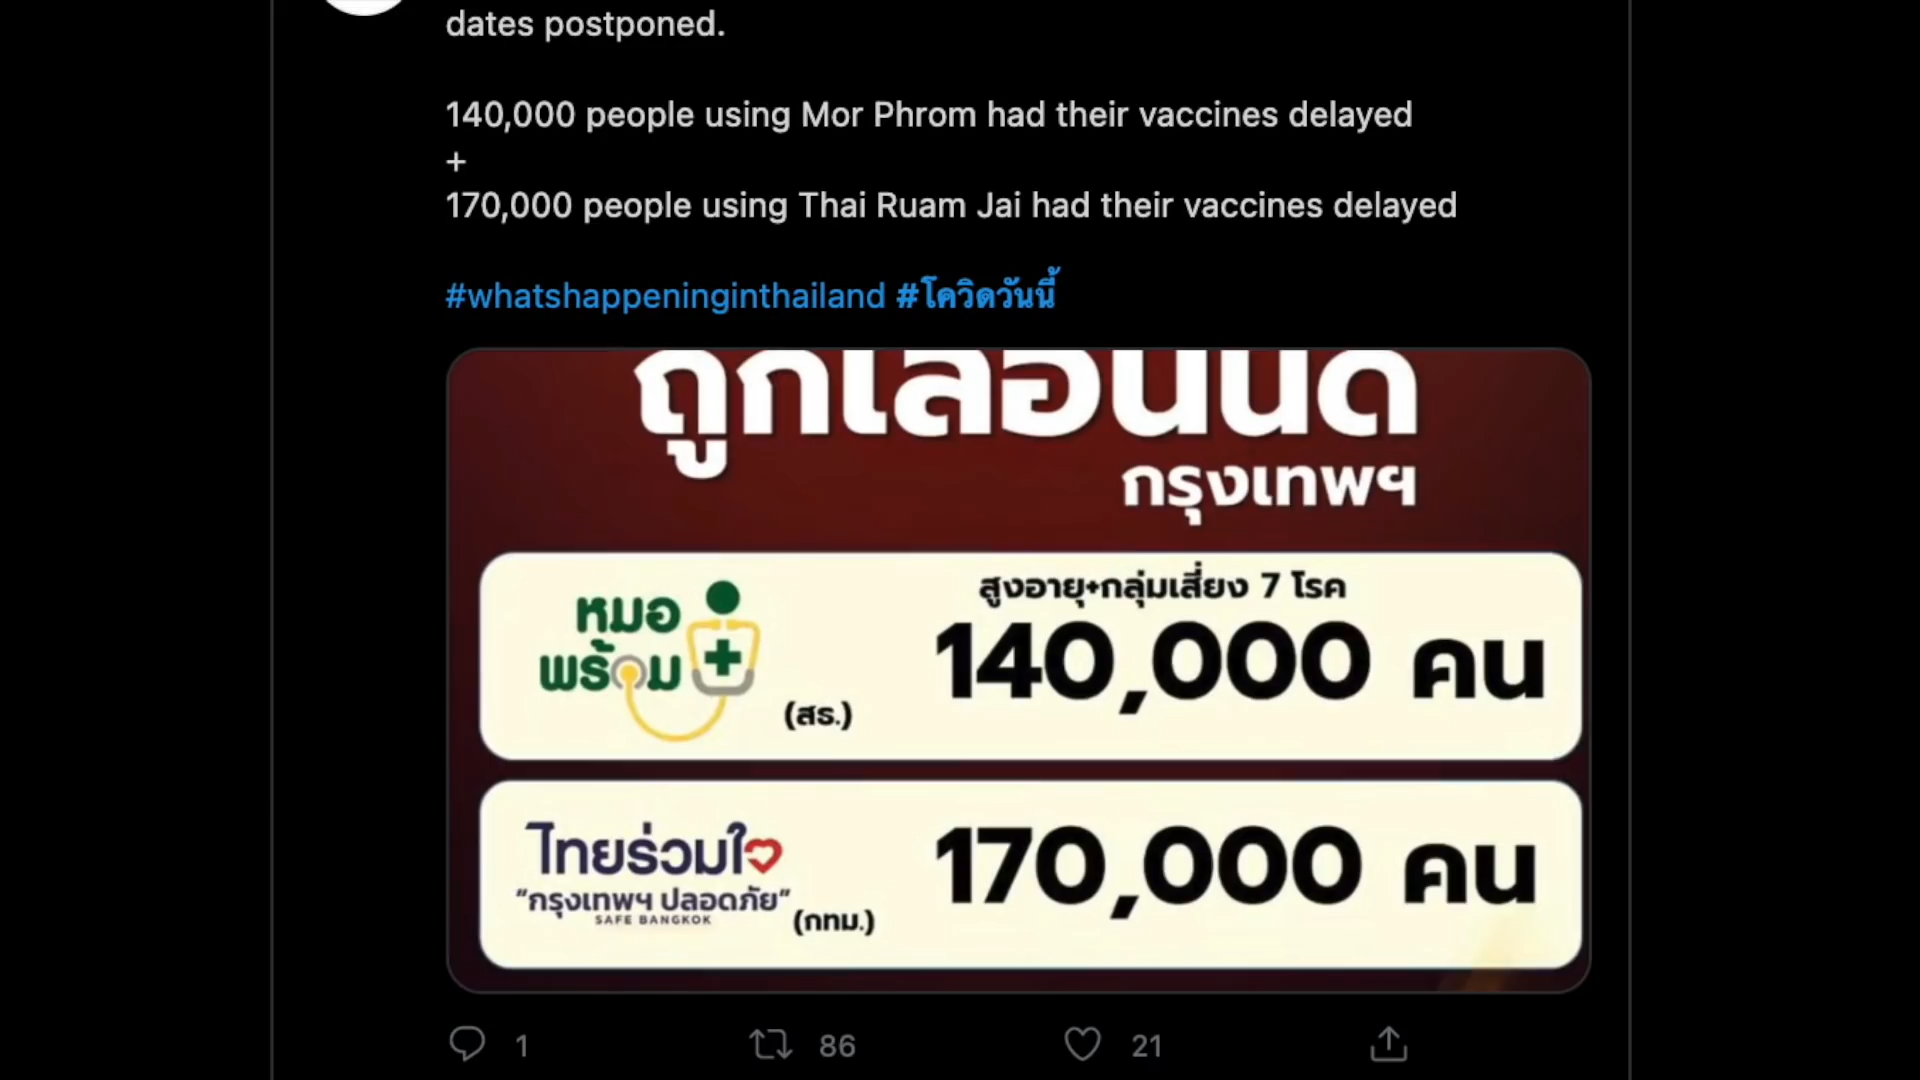 dates postponed.
140,000 people using Mor Phrom had their vaccines delayed
+
170,000 people using Thai Ruam Jai had their vaccines delayed
#whatshappeninginthailand #โควิดวันนี้
ถูกเลื่อนนัด
กรุงเทพฯ
สูงอายุ+กลุ่มเสี่ยง 7 โรค
หมอ
พร้อม
140,000 คน
(สธ.)
ไทยร่วมใจ
170,000 คน
“กรุงเทพฯ ปลอดภัย”
SAFE BANGKOK
(กทม.)
1 86 21